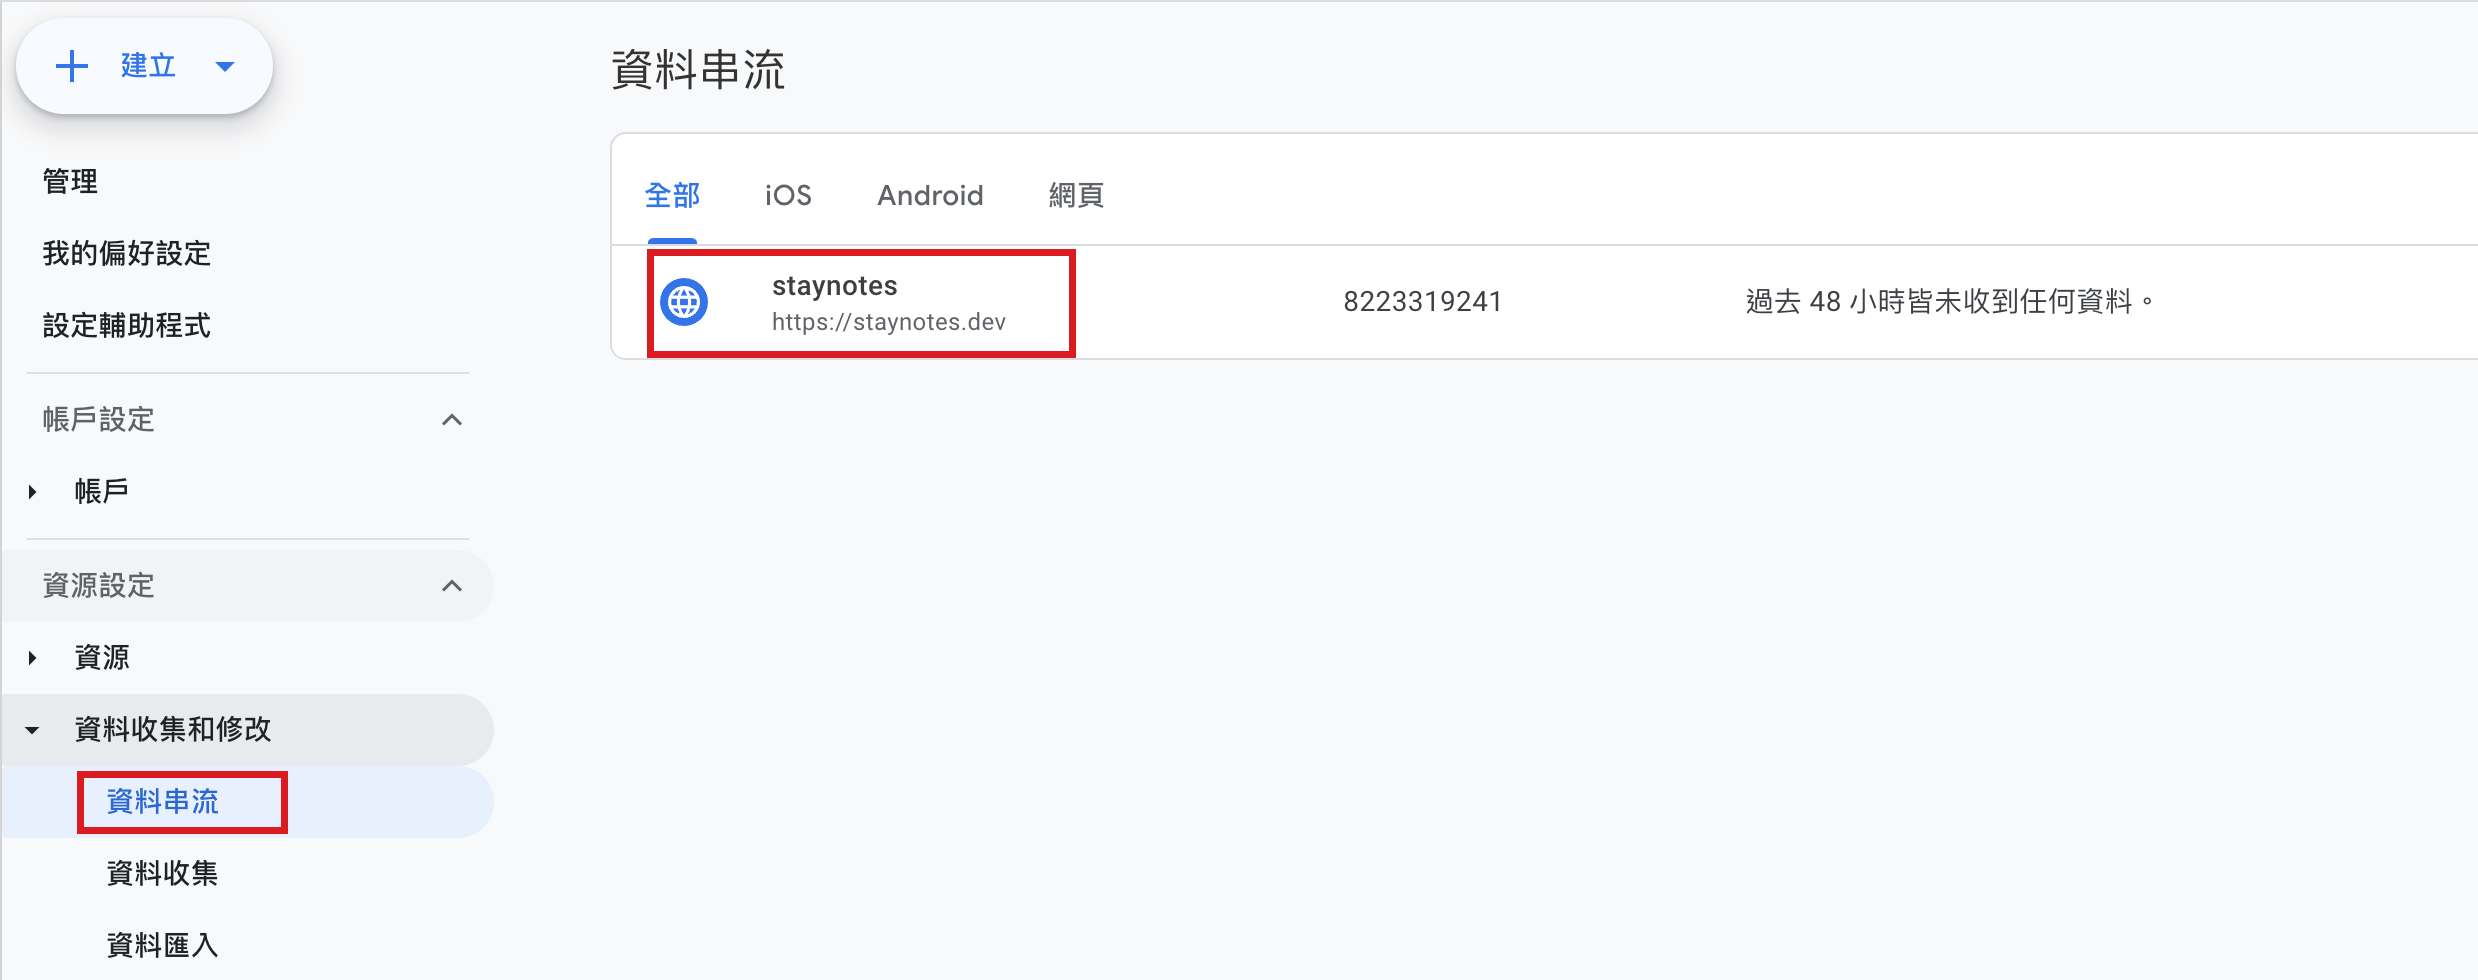 建立
管理
我的偏好設定
設定輔助程式
帳戶設定
帳戶
資源設定
資源
資料收集和修改
資料串流
資料收集
資料匯入
資料串流
全部 iOS Android 網頁
staynotes
https://staynotes.dev
8223319241
過去 48 小時皆未收到任何資料。